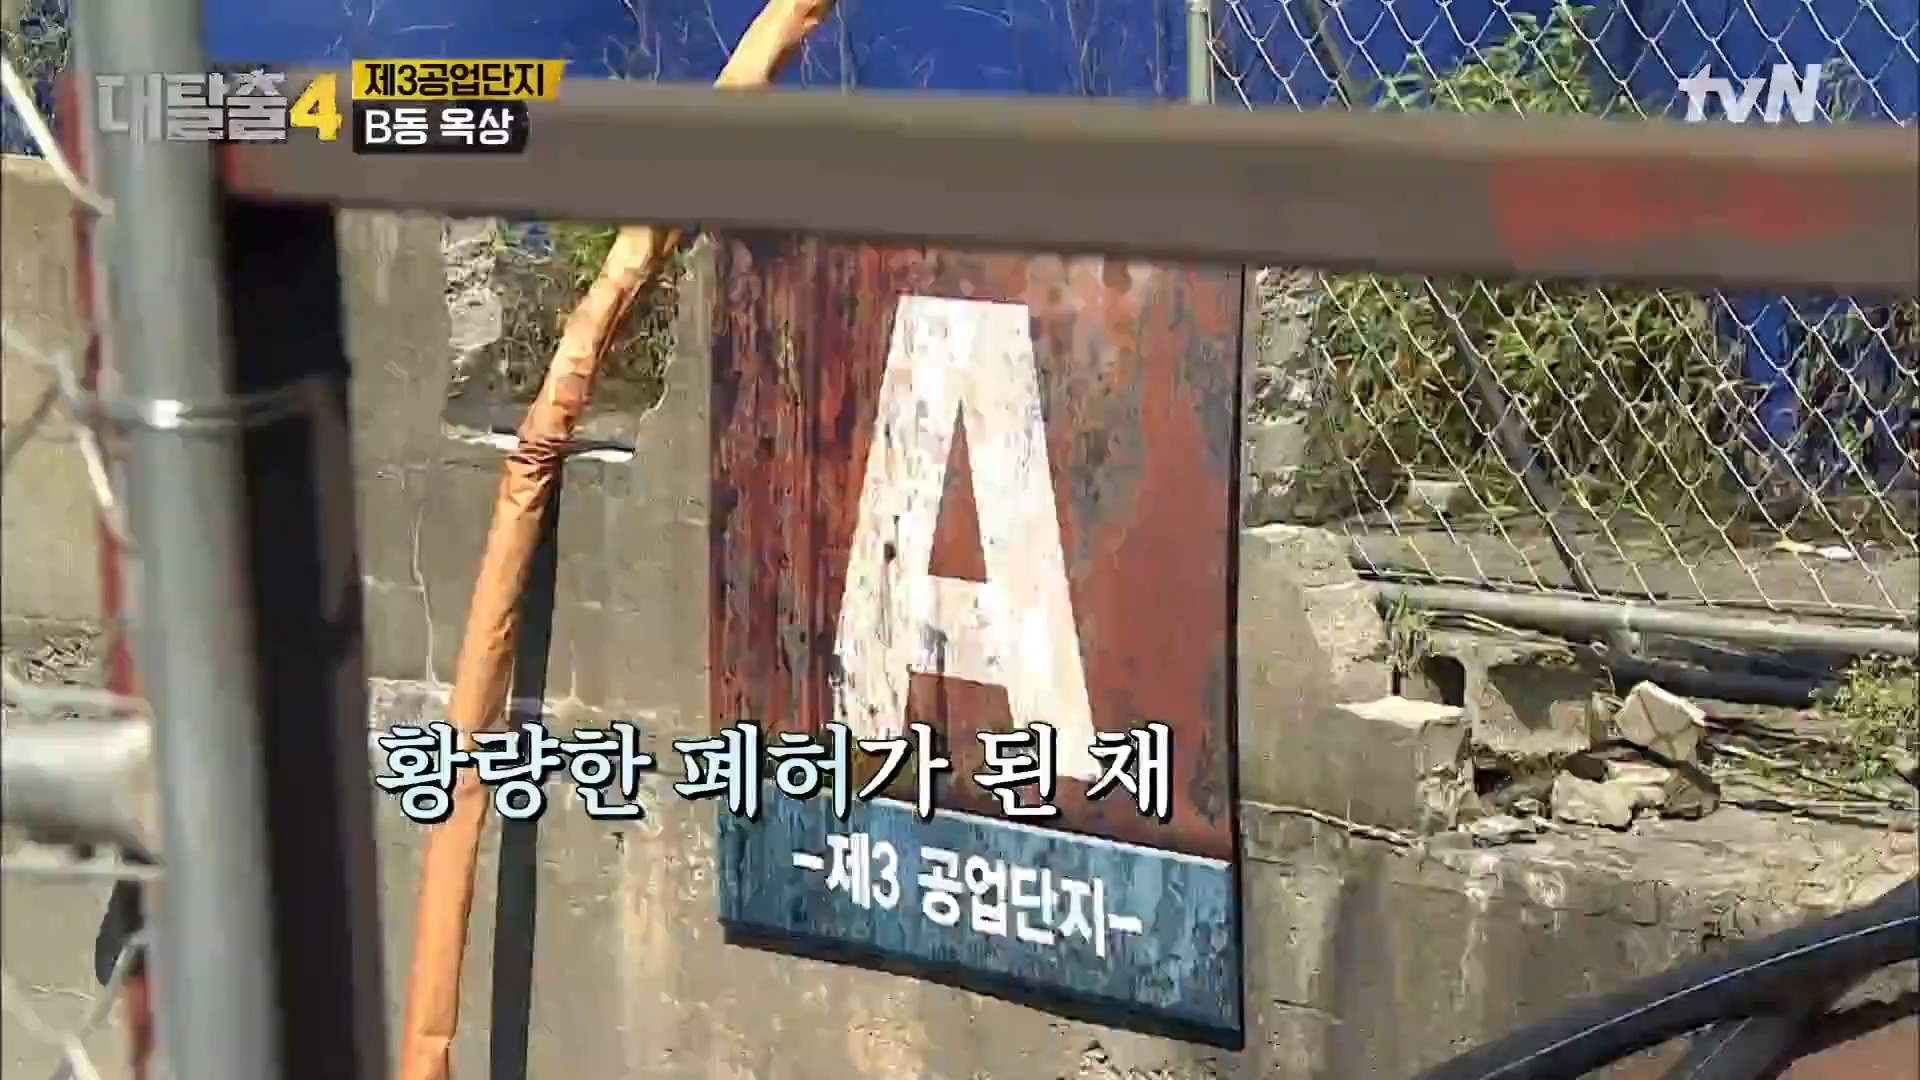 대탈출4
제3공업단지
B동 옥상
tvN
A
황량한 폐허가 된 채
-제3 공업단지-